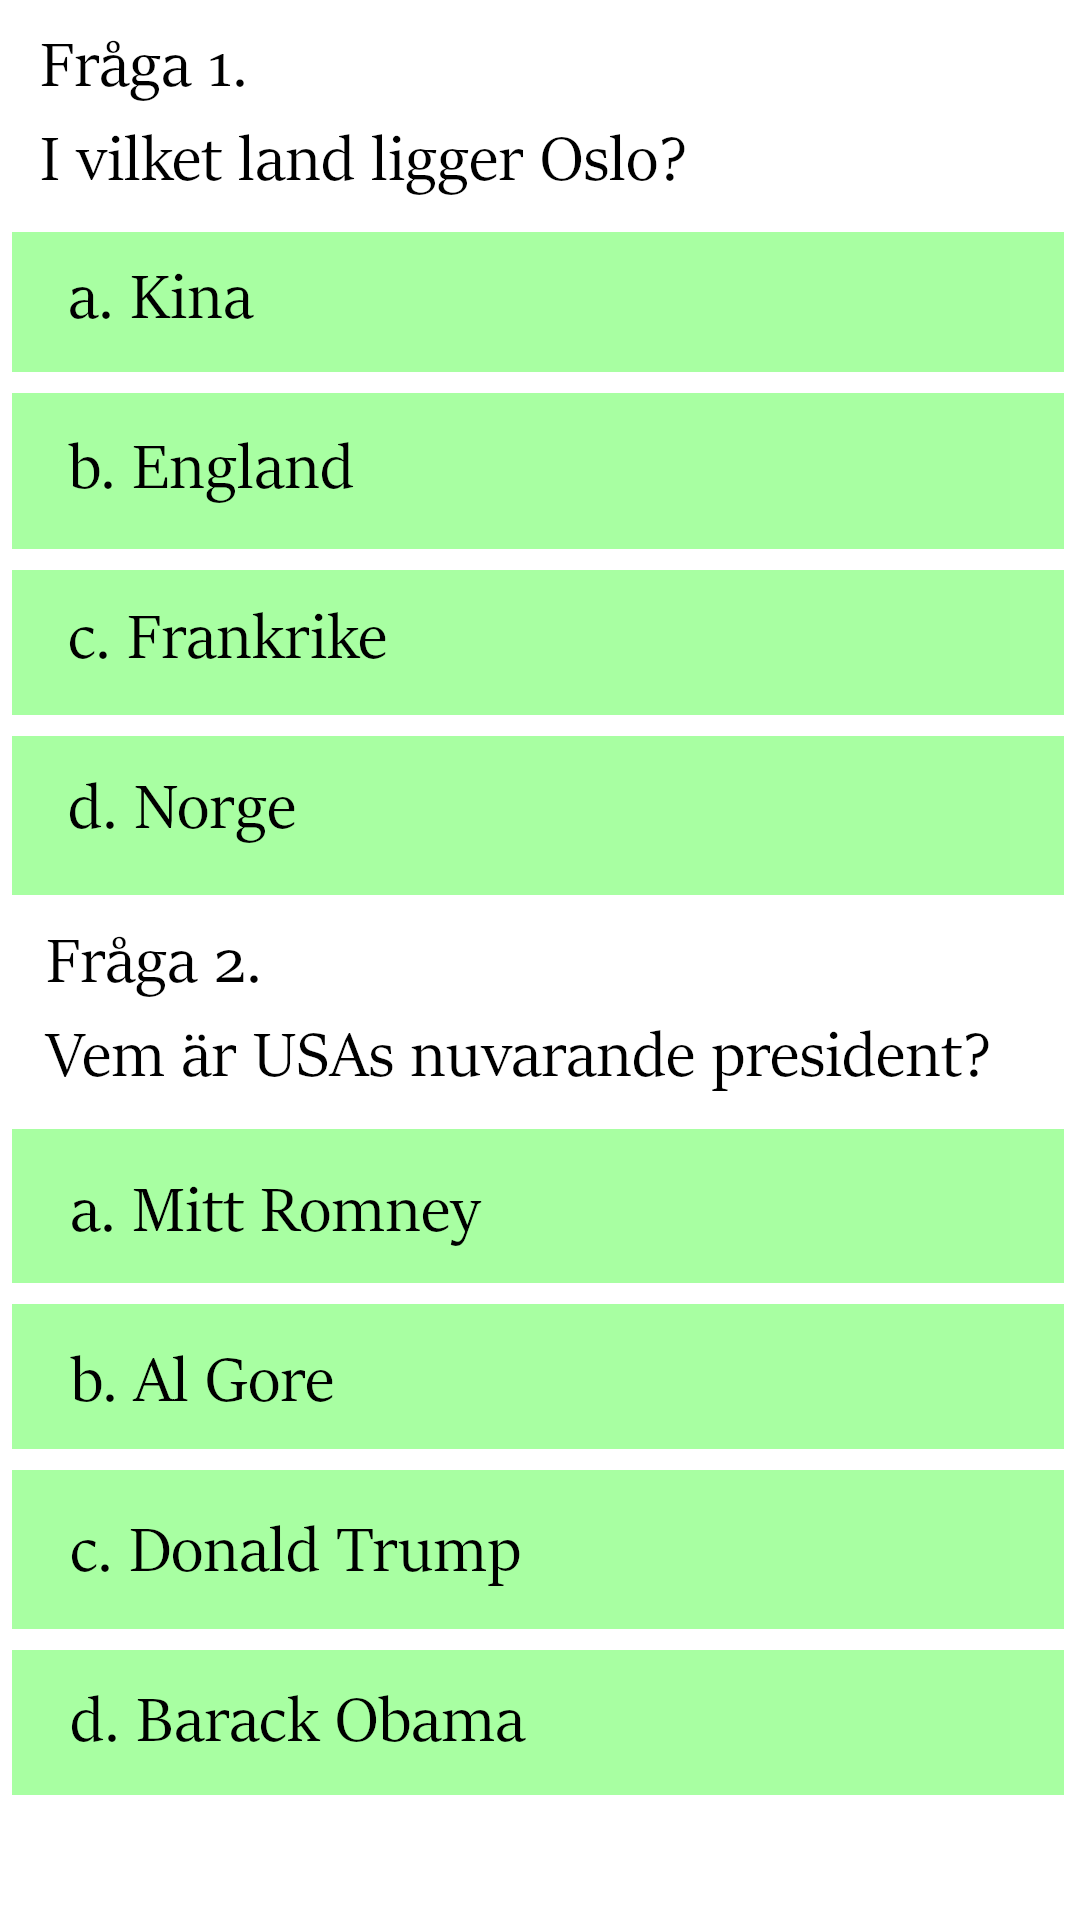 Fråga 1.
I vilket land ligger Oslo?
a. Kina
b. England
c. Frankrike
d. Norge
Fråga 2.
Vem är USAs nuvarande president?
a. Mitt Romney
b. Al Gore
c. Donald Trump
d. Barack Obama